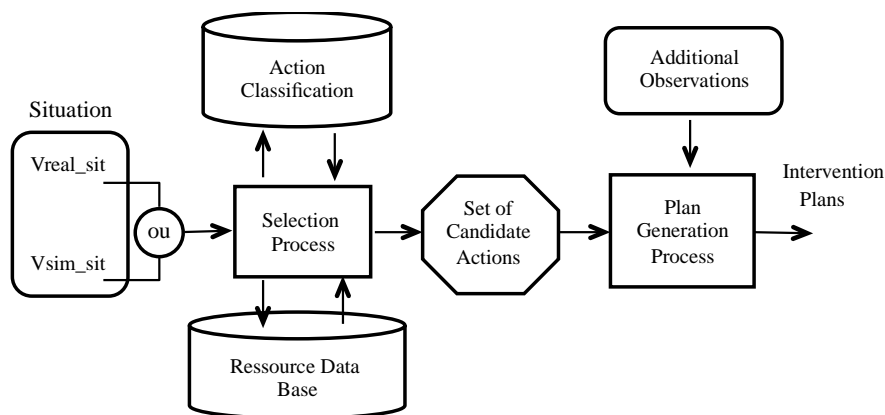 Action
Classification
Additional
Observations
Situation
Vreal_sit
ou
Vsim_sit
Selection
Process
Set of
Candidate
Actions
Plan
Generation
Process
Intervention
Plans
Ressource Data
Base